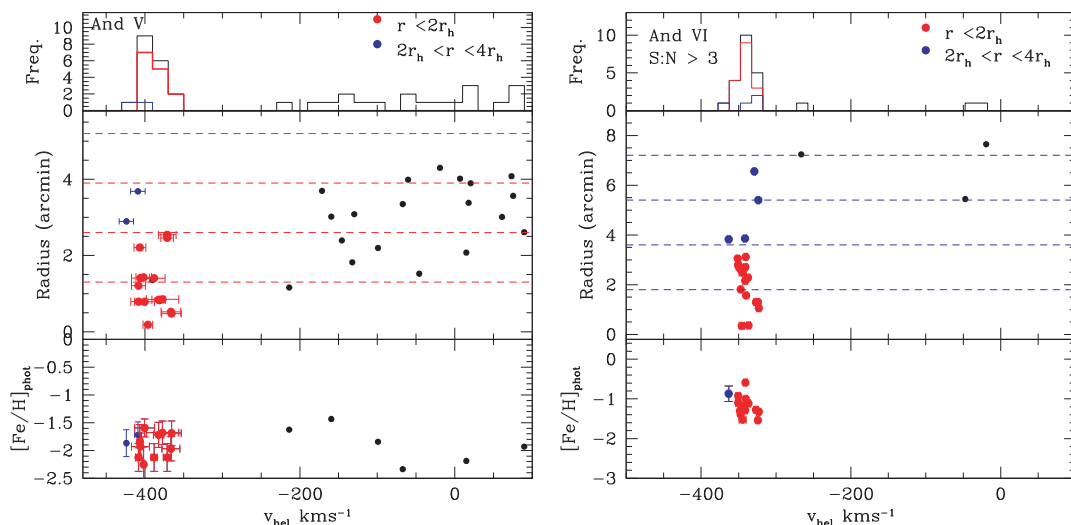 And V
r <2r_h
2r_h <r <4r_h
10
8
6
4
2
0
Freq.
4
2
0
Radius (arcmin)
−0.5
−1
−1.5
−2
−2.5
[Fe/H]phot
−400
−200
0
v_hel kms⁻¹
And VI
S:N > 3
r <2r_h
2r_h <r <4r_h
10
5
0
Freq.
8
6
4
2
0
Radius (arcmin)
0
−1
−2
−3
[Fe/H]phot
−400
−200
0
v_hel kms⁻¹